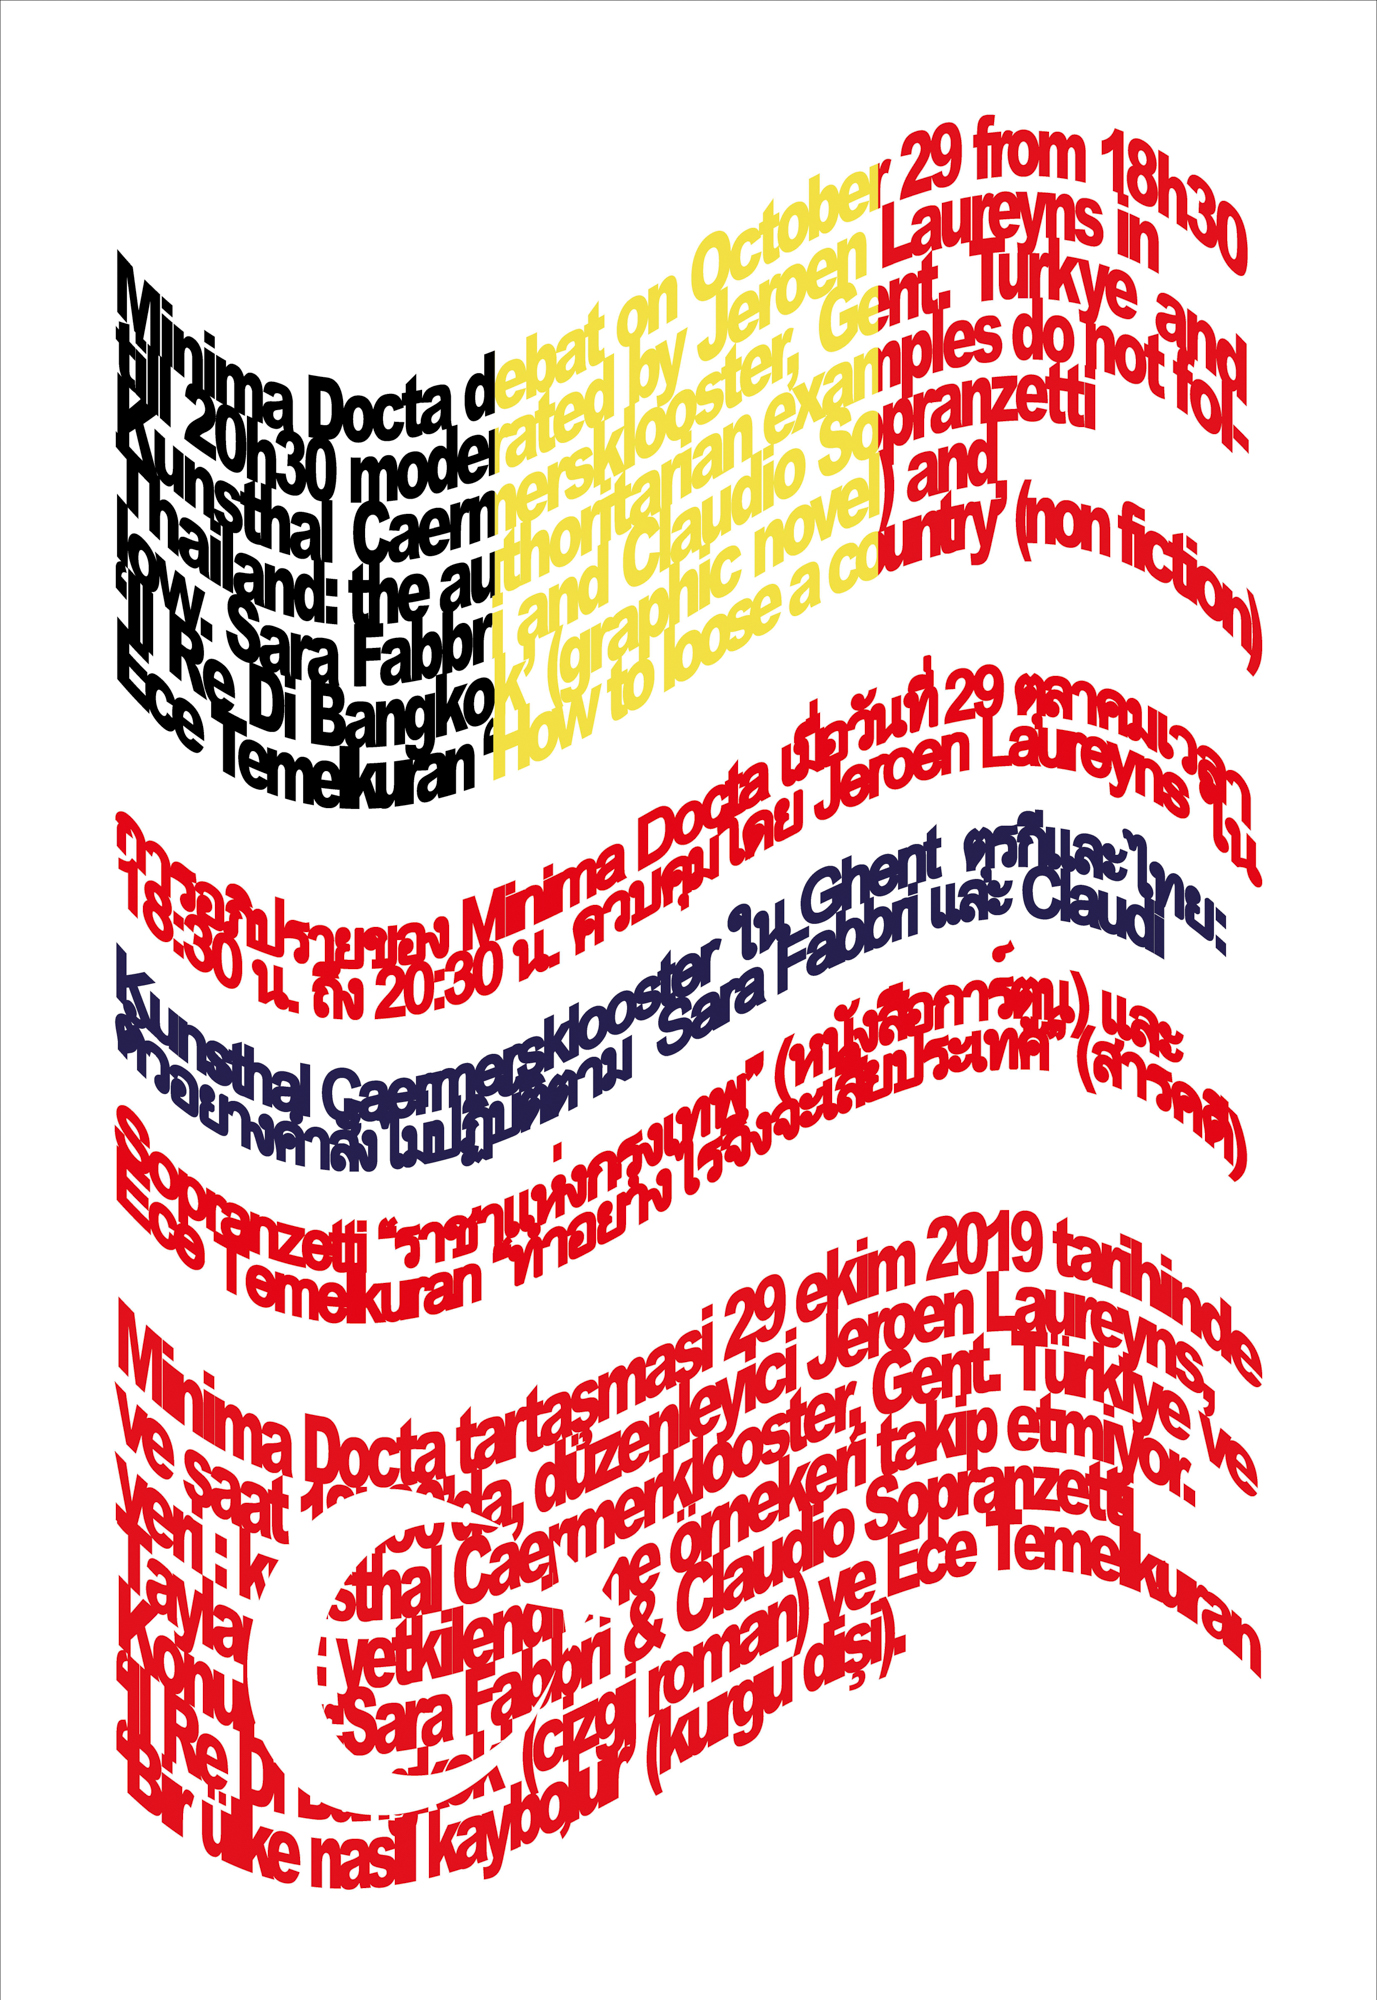 Minima Docta debat on October 29 from 18h30
till 20h30 moderated by Jeroen Laureyns in
Kunsthal Caermersklooster, Gent. Turkye and
Thailand: the authoritarian examples do not fol-
low. Sara Fabbri and Claudio Sopranzetti
‘Il Re Di Bangkok’ (graphic novel) and
Ece Temelkuran ‘How to loose a country’ (non fiction)
การอภิปรายของ Minima Docta เมื่อวันที่ 29 ตุลาคมเวลา
18:30 น. ถึง 20:30 น. ควบคุมโดย Jeroen Laureyns ใน
Kunsthal Caermersklooster ใน Ghent ตุรกีและไทย:
ตัวอย่างคำสั่งไม่ปฏิบัติตาม Sara Fabbri และ Claudi
Sopranzetti “ราชาแห่งกรุงเทพ” (หนังสือการ์ตูน) และ
Ece Temelkuran “ทำอย่างไรจึงจะเสียประเทศ” (สารคดี)
Minima Docta tartaşmasi 29 ekim 2019 tarihinde
ve saat da, düzenleyici Jeroen Laureyns,
yeri : kunsthal Caermerklooster, Gent. Türkiye ve
Tayland: örnekeri takip etmiyor.
Sara Fabbri & Claudio Sopranzetti
‘Il Re Di Bangkok’ (cizgi roman) ve Ece Temelkuran
‘Bir ülke nasil kaybolur’ (kurgu dişi).